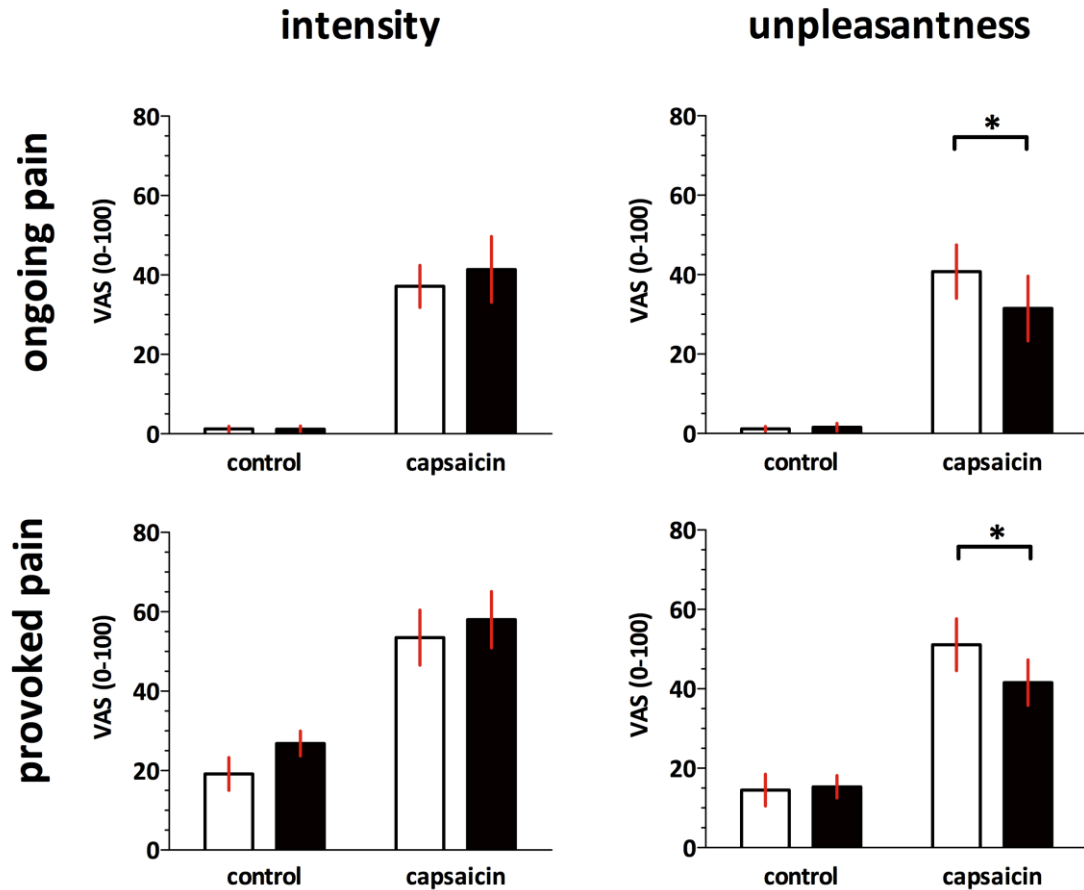 intensity
unpleasantness
ongoing pain
VAS (0-100)
80
60
40
20
0
control
capsaicin
VAS (0-100)
80
60
40
20
0
*
control
capsaicin
provoked pain
VAS (0-100)
80
60
40
20
0
control
capsaicin
VAS (0-100)
80
60
40
20
0
*
control
capsaicin